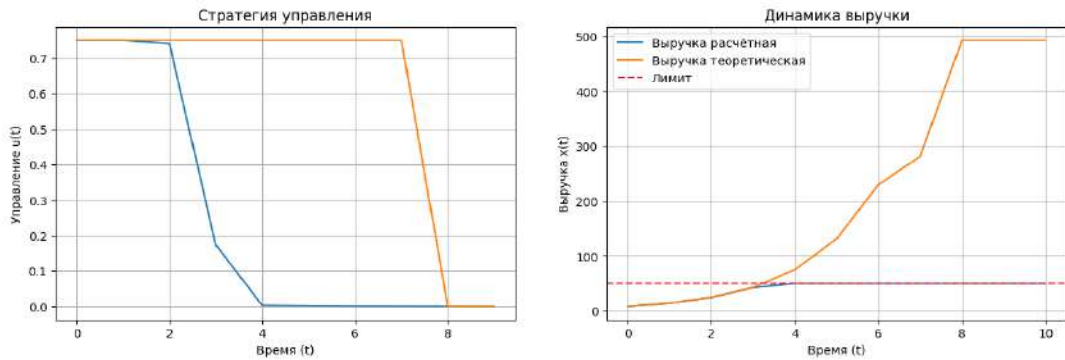 Стратегия управления
Управление u(t)
0.7
0.6
0.5
0.4
0.3
0.2
0.1
0.0
0
2
4
6
8
Время (t)
Динамика выручки
Выручка x(t)
500
400
300
200
100
0
Выручка расчётная
Выручка теоретическая
Лимит
0
2
4
6
8
10
Время (t)